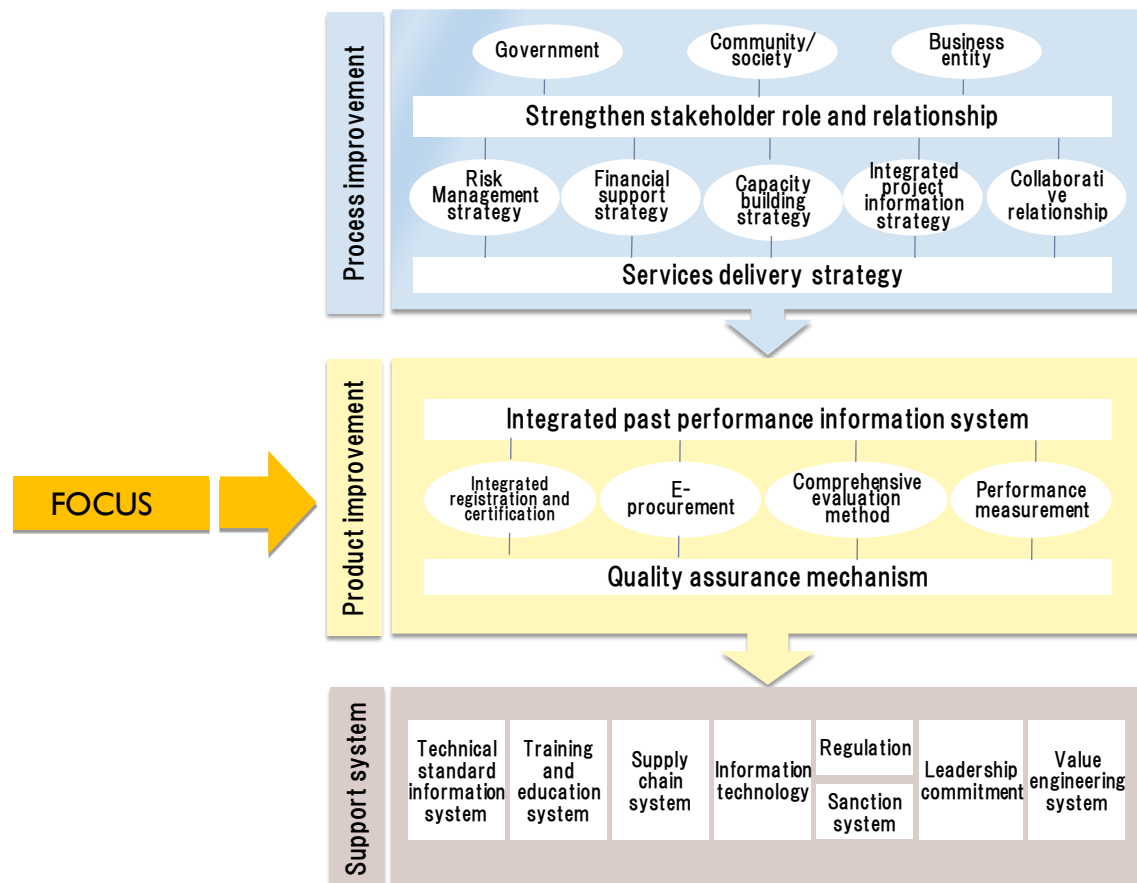 Process improvement
Government
Community/
society
Business
entity
Strengthen stakeholder role and relationship
Risk
Management
strategy
Financial
support
strategy
Capacity
building
strategy
Integrated
project
information
strategy
Collaborati
ve
relationship
Services delivery strategy
FOCUS
Product improvement
Integrated past performance information system
Integrated
registration and
certification
E-
procurement
Comprehensive
evaluation
method
Performance
measurement
Quality assurance mechanism
Support system
Technical
standard
information
system
Training
and
education
system
Supply
chain
system
Information
technology
Regulation
Sanction
system
Leadership
commitment
Value
engineering
system